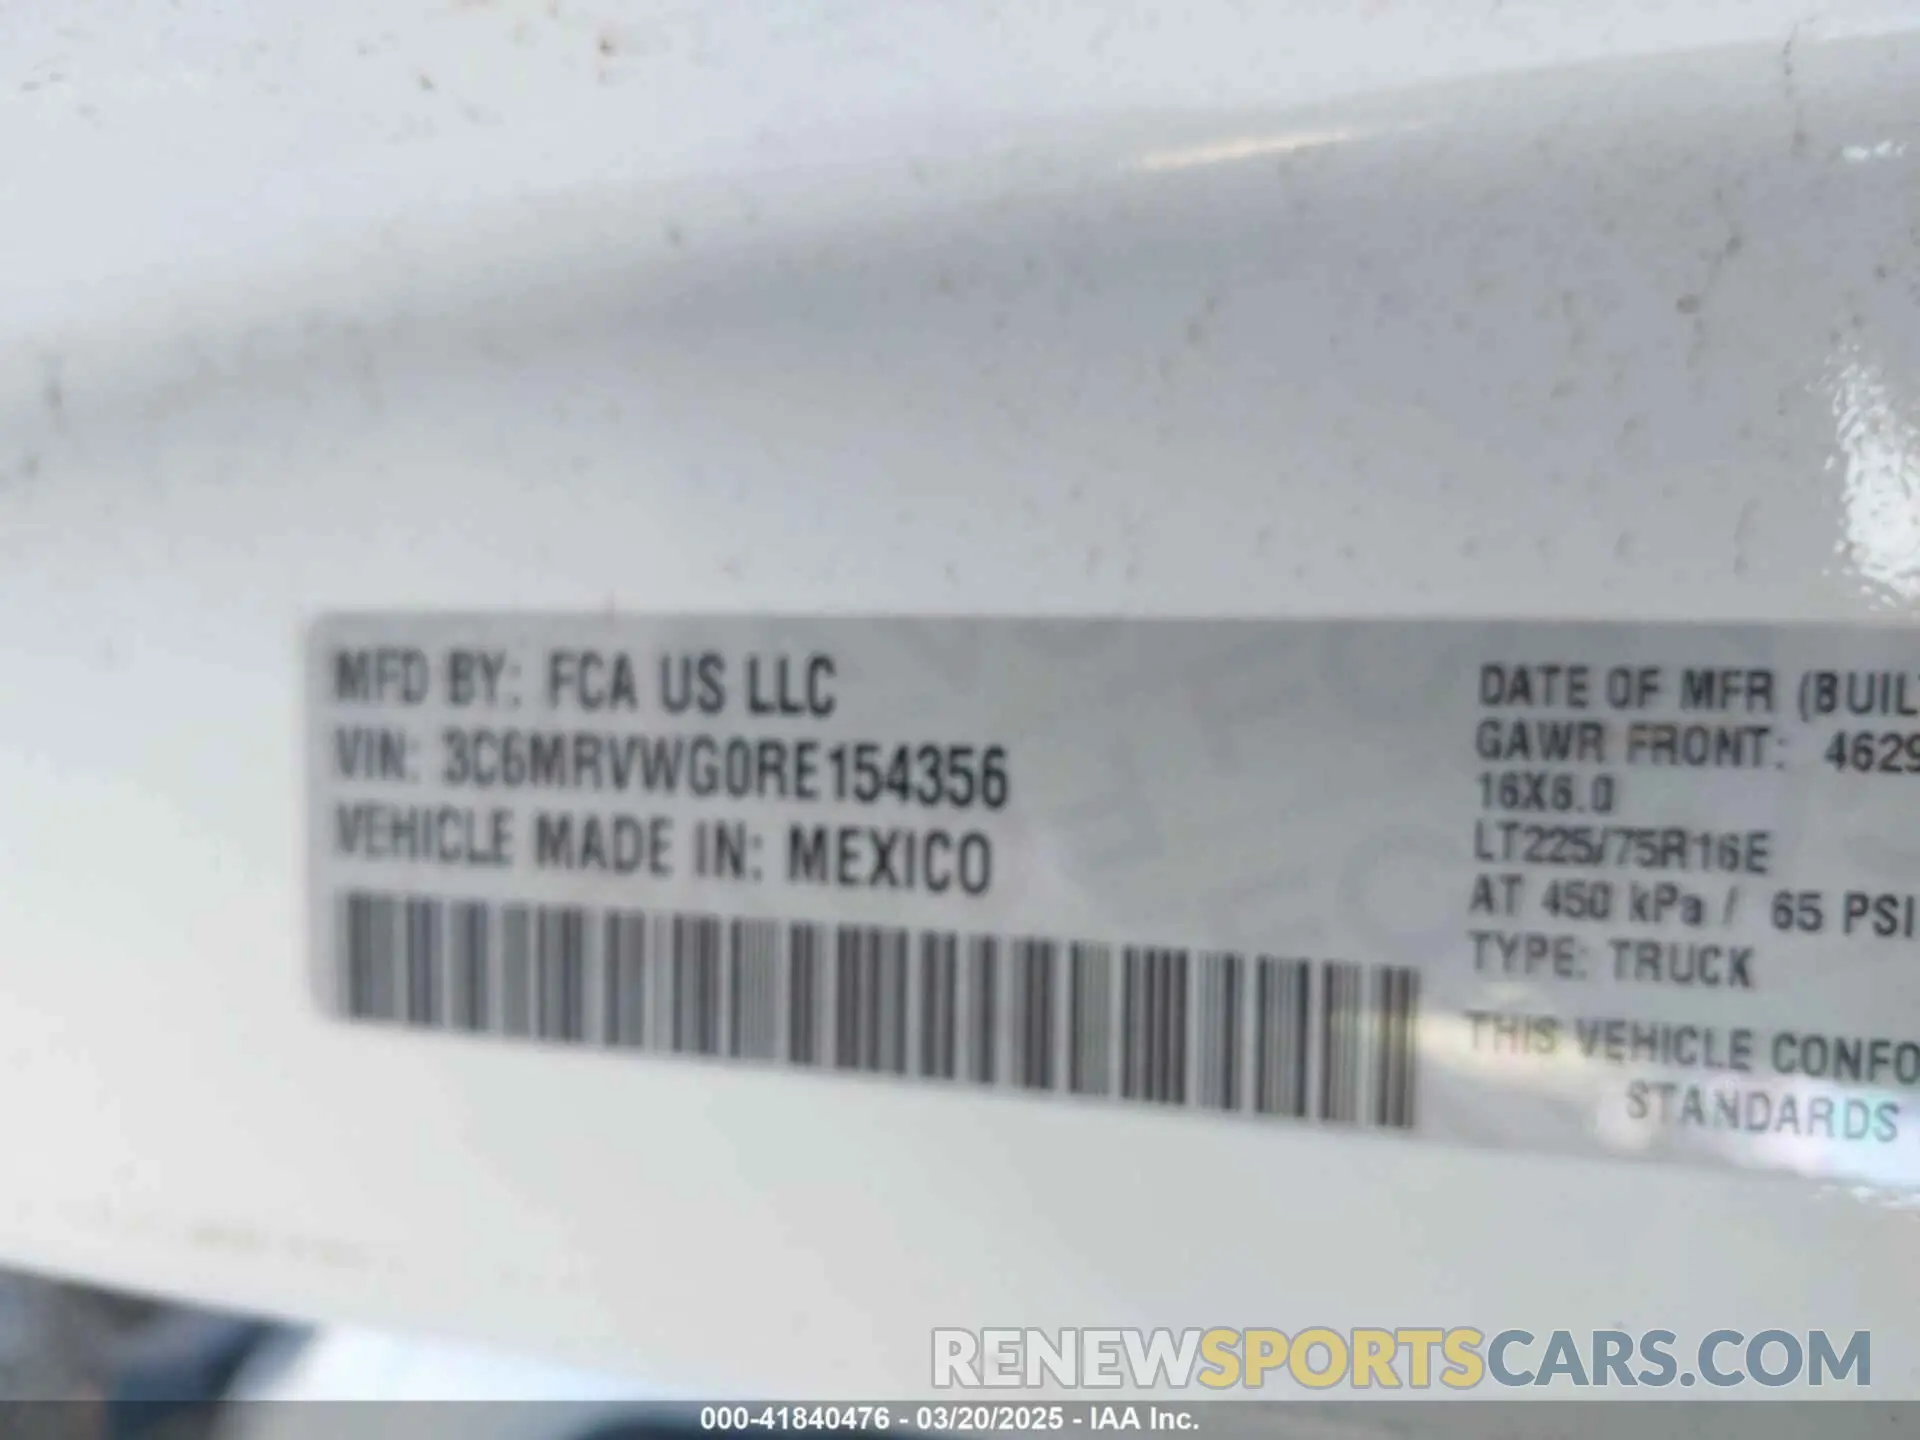 MFD BY: FCA US LLC
VIN: 3C6MRVWG0RE154356
VEHICLE MADE IN: MEXICO
DATE OF MFR (BUIL
GAWR FRONT: 4629
16X6.0
LT225/75R16E
AT 450 kPa / 65 PSI
TYPE: TRUCK
THIS VEHICLE CONFO
STANDARDS
RENEWSPORTSCARS.COM
000-41840476 - 03/20/2025 - IAA Inc.